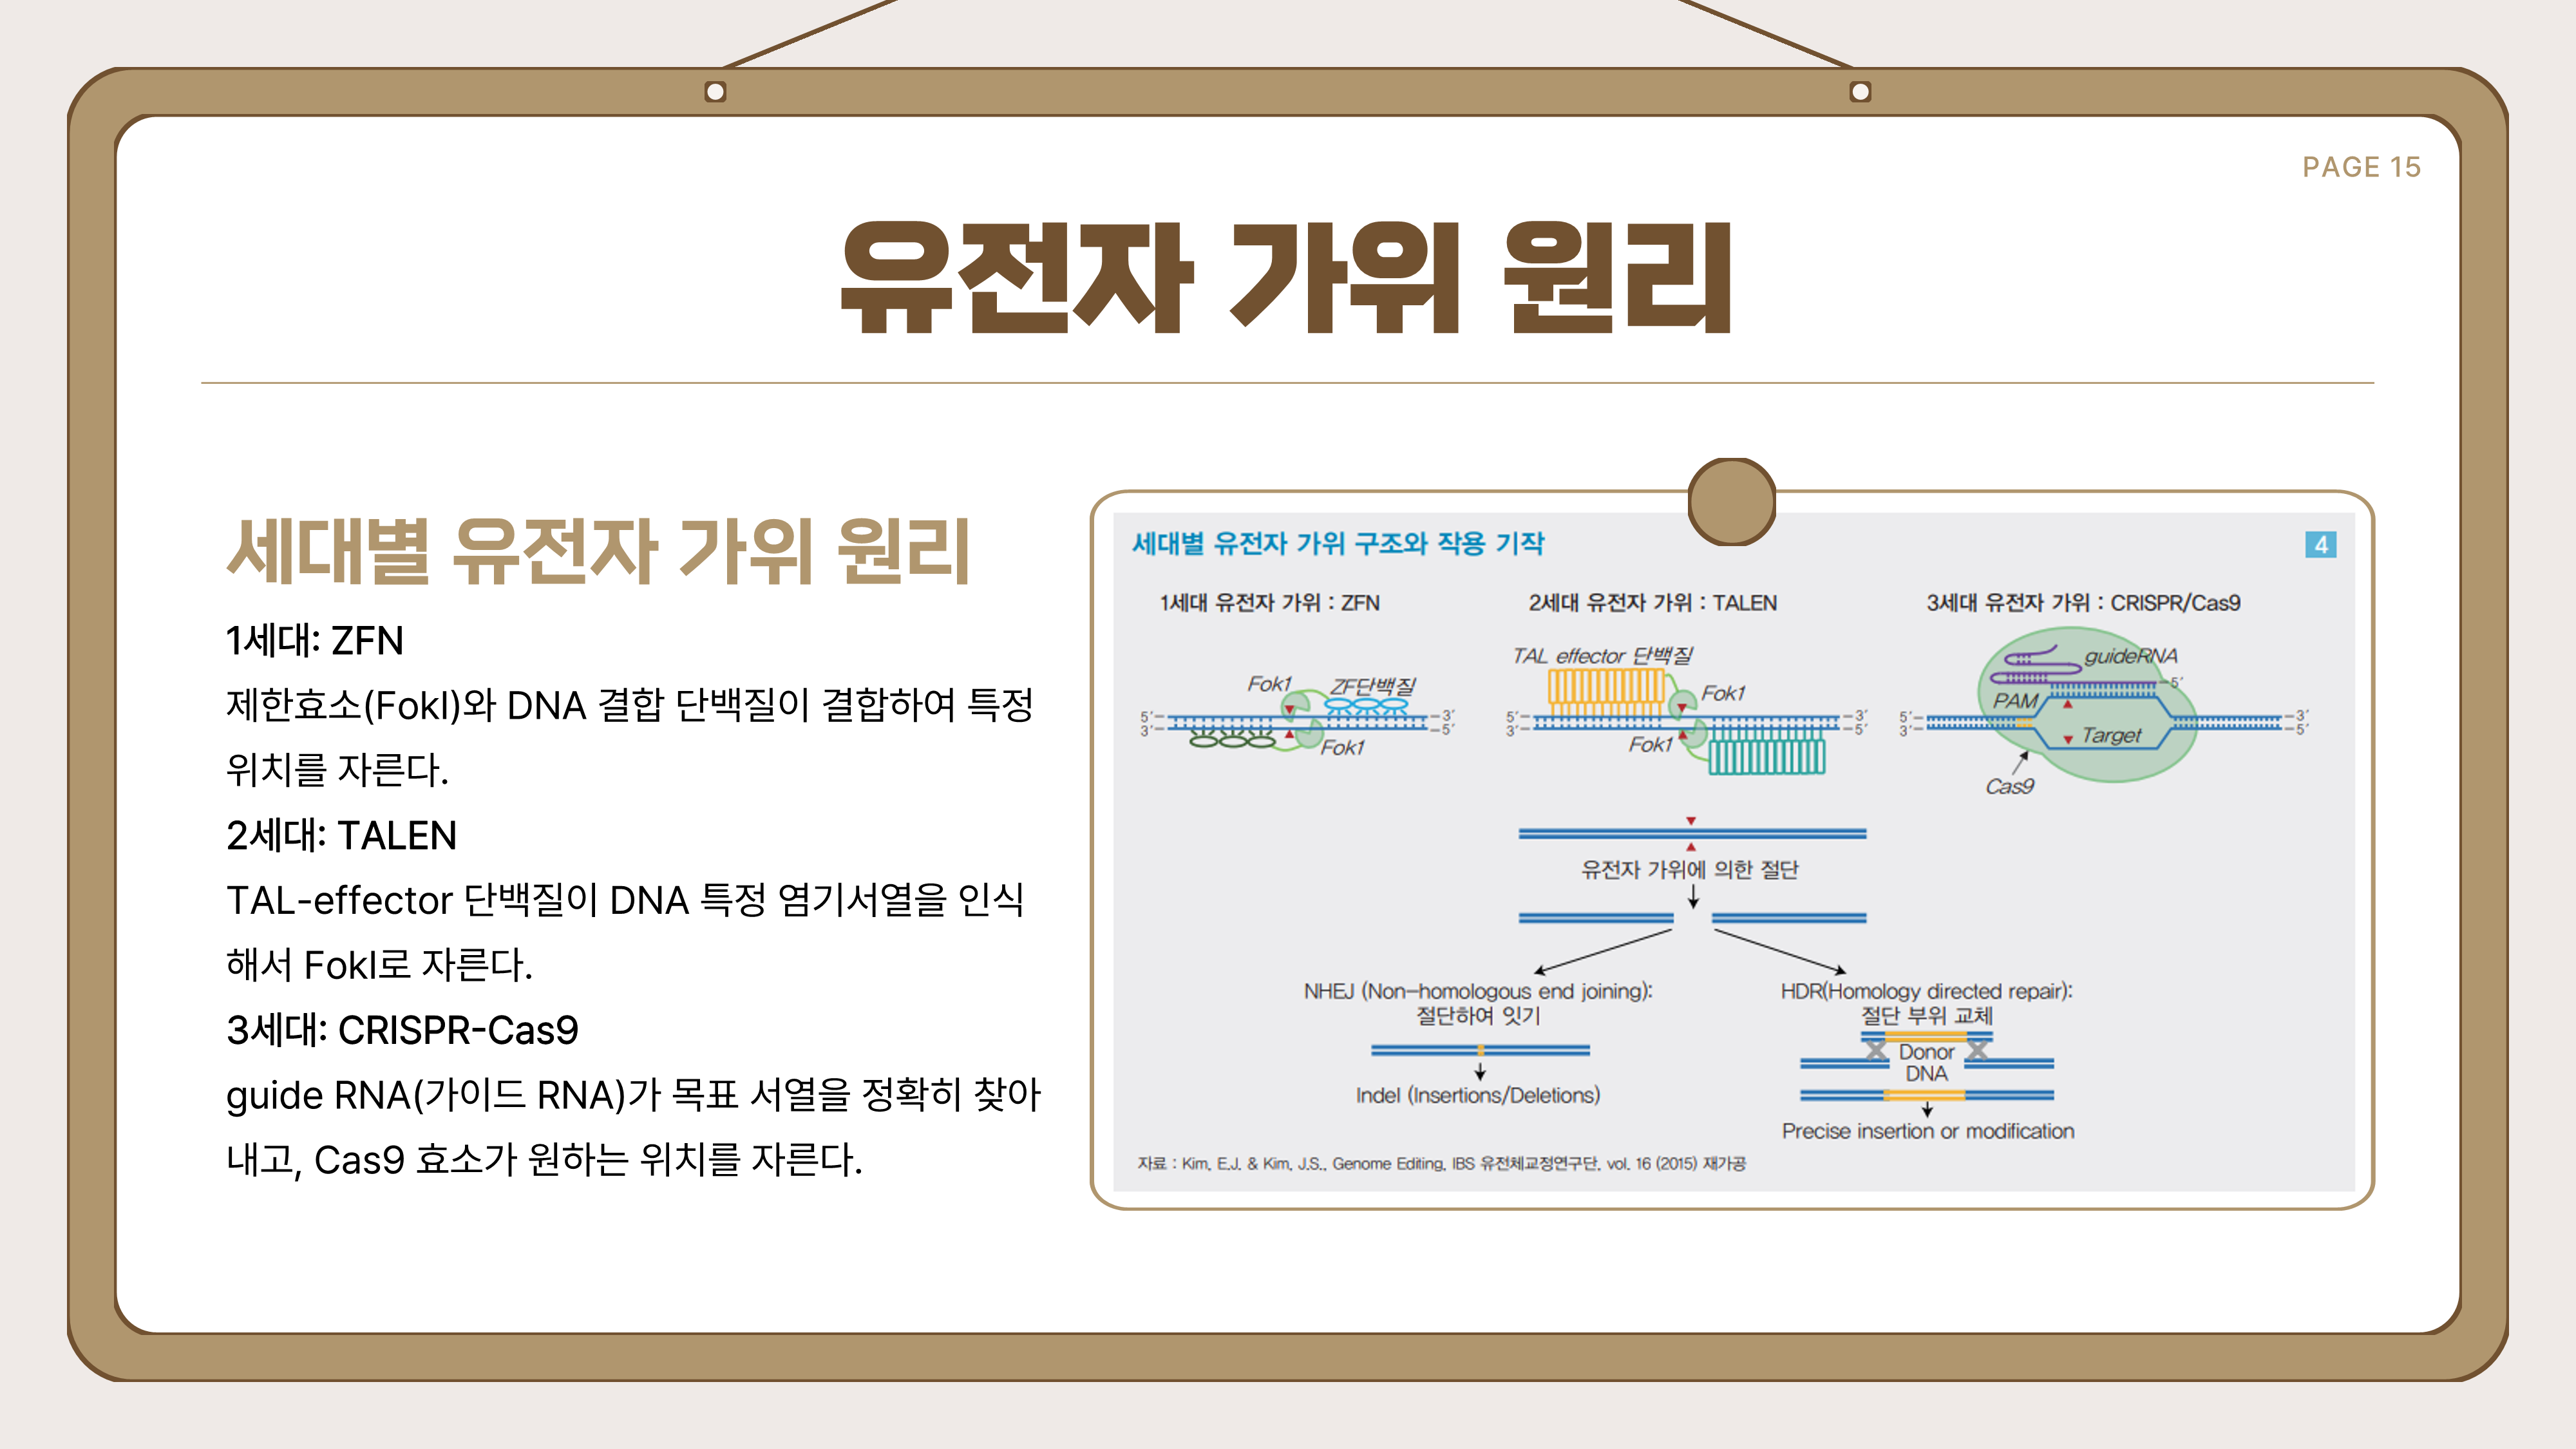 PAGE 15
유전자 가위 원리
세대별 유전자 가위 원리
1세대: ZFN
제한효소(FokI)와 DNA 결합 단백질이 결합하여 특정
위치를 자른다.
2세대: TALEN
TAL-effector 단백질이 DNA 특정 염기서열을 인식
해서 FokI로 자른다.
3세대: CRISPR-Cas9
guide RNA(가이드 RNA)가 목표 서열을 정확히 찾아
내고, Cas9 효소가 원하는 위치를 자른다.
세대별 유전자 가위 구조와 작용 기작
4
1세대 유전자 가위 : ZFN
Fok1
ZF단백질
5′ 3′
3′ 5′
Fok1
2세대 유전자 가위 : TALEN
TAL effector 단백질
Fok1
5′ 3′
3′ 5′
Fok1
3세대 유전자 가위 : CRISPR/Cas9
guideRNA
5′
PAM
5′ 3′
3′ 5′
Target
Cas9
유전자 가위에 의한 절단
NHEJ (Non-homologous end joining):
절단하여 잇기
Indel (Insertions/Deletions)
HDR(Homology directed repair):
절단 부위 교체
Donor
DNA
Precise insertion or modification
자료 : Kim, E.J. & Kim, J.S., Genome Editing, IBS 유전체교정연구단, vol. 16 (2015) 재가공